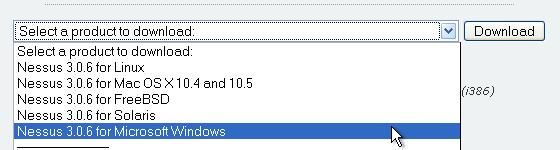 Select a product to download:
Download
Select a product to download:
Nessus 3.0.6 for Linux
Nessus 3.0.6 for Mac OS X 10.4 and 10.5
Nessus 3.0.6 for FreeBSD
(i386)
Nessus 3.0.6 for Solaris
Nessus 3.0.6 for Microsoft Windows